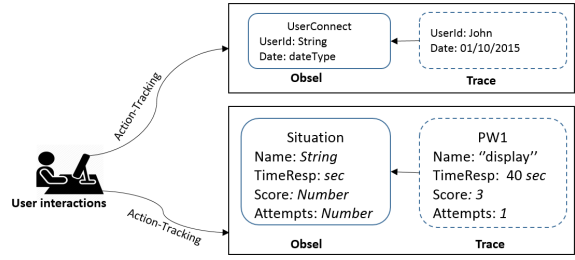 UserConnect
UserId: String
Date: dateType
Obsel
UserId: John
Date: 01/10/2015
Trace
Action-Tracking
User interactions
Action-Tracking
Situation
Name: String
TimeResp: sec
Score: Number
Attempts: Number
Obsel
PW1
Name: ‘’display’’
TimeResp: 40 sec
Score: 3
Attempts: 1
Trace